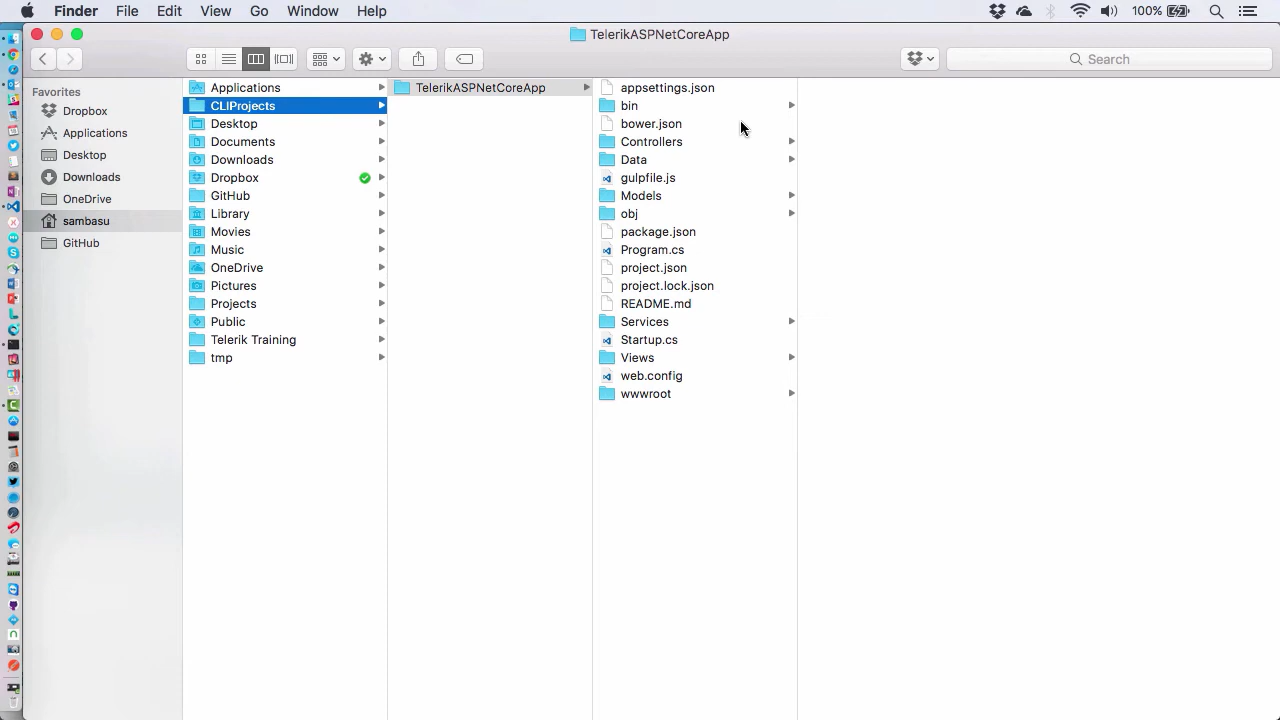 Finder File Edit View Go Window Help 100%
TelerikASPNetCoreApp
Search
Favorites
Dropbox
Applications
Desktop
Downloads
OneDrive
sambasu
GitHub
Applications
CLIProjects
Desktop
Documents
Downloads
Dropbox
GitHub
Library
Movies
Music
OneDrive
Pictures
Projects
Public
Telerik Training
tmp
TelerikASPNetCoreApp
appsettings.json
bin
bower.json
Controllers
Data
gulpfile.js
Models
obj
package.json
Program.cs
project.json
project.lock.json
README.md
Services
Startup.cs
Views
web.config
wwwroot